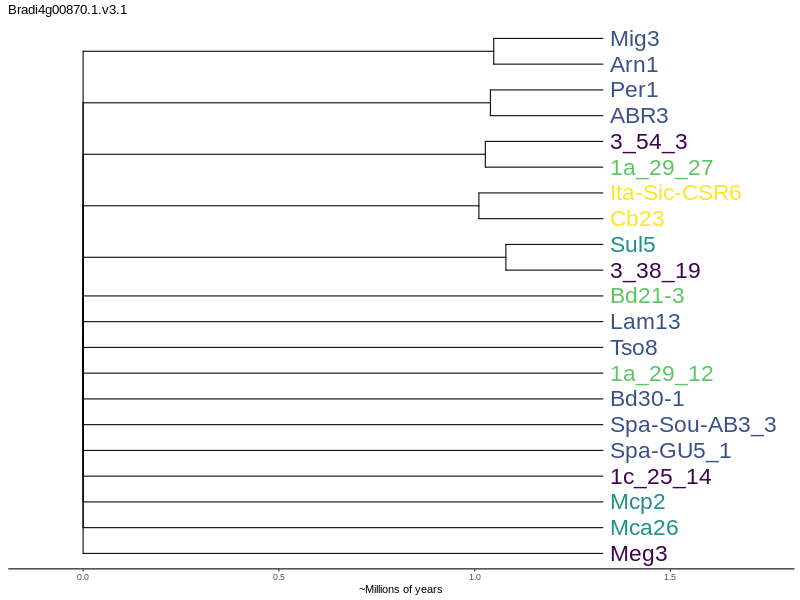 Bradi4g00870.1.v3.1
Mig3
Arn1
Per1
ABR3
3_54_3
1a_29_27
Ita-Sic-CSR6
Cb23
Sul5
3_38_19
Bd21-3
Lam13
Tso8
1a_29_12
Bd30-1
Spa-Sou-AB3_3
Spa-GU5_1
1c_25_14
Mcp2
Mca26
Meg3
0.0 0.5 1.0 1.5
~Millions of years